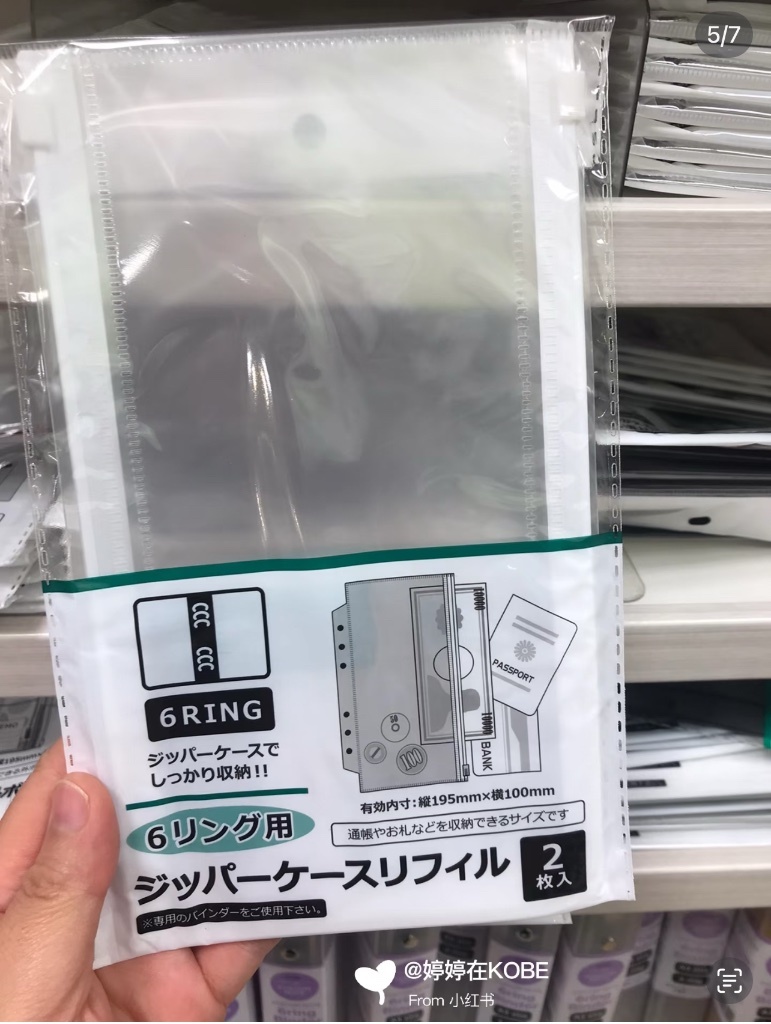 5/7
6RING
ジッパーケースで
しっかり収納!!
10000
10000
PASSPORT
BANK
100
有効内寸:縦195mm×横100mm
通帳やお札などを収納できるサイズです
6リング用
ジッパーケースリフィル
2
枚入
※専用のバインダーをご使用下さい。
@婷婷在KOBE
From 小红书